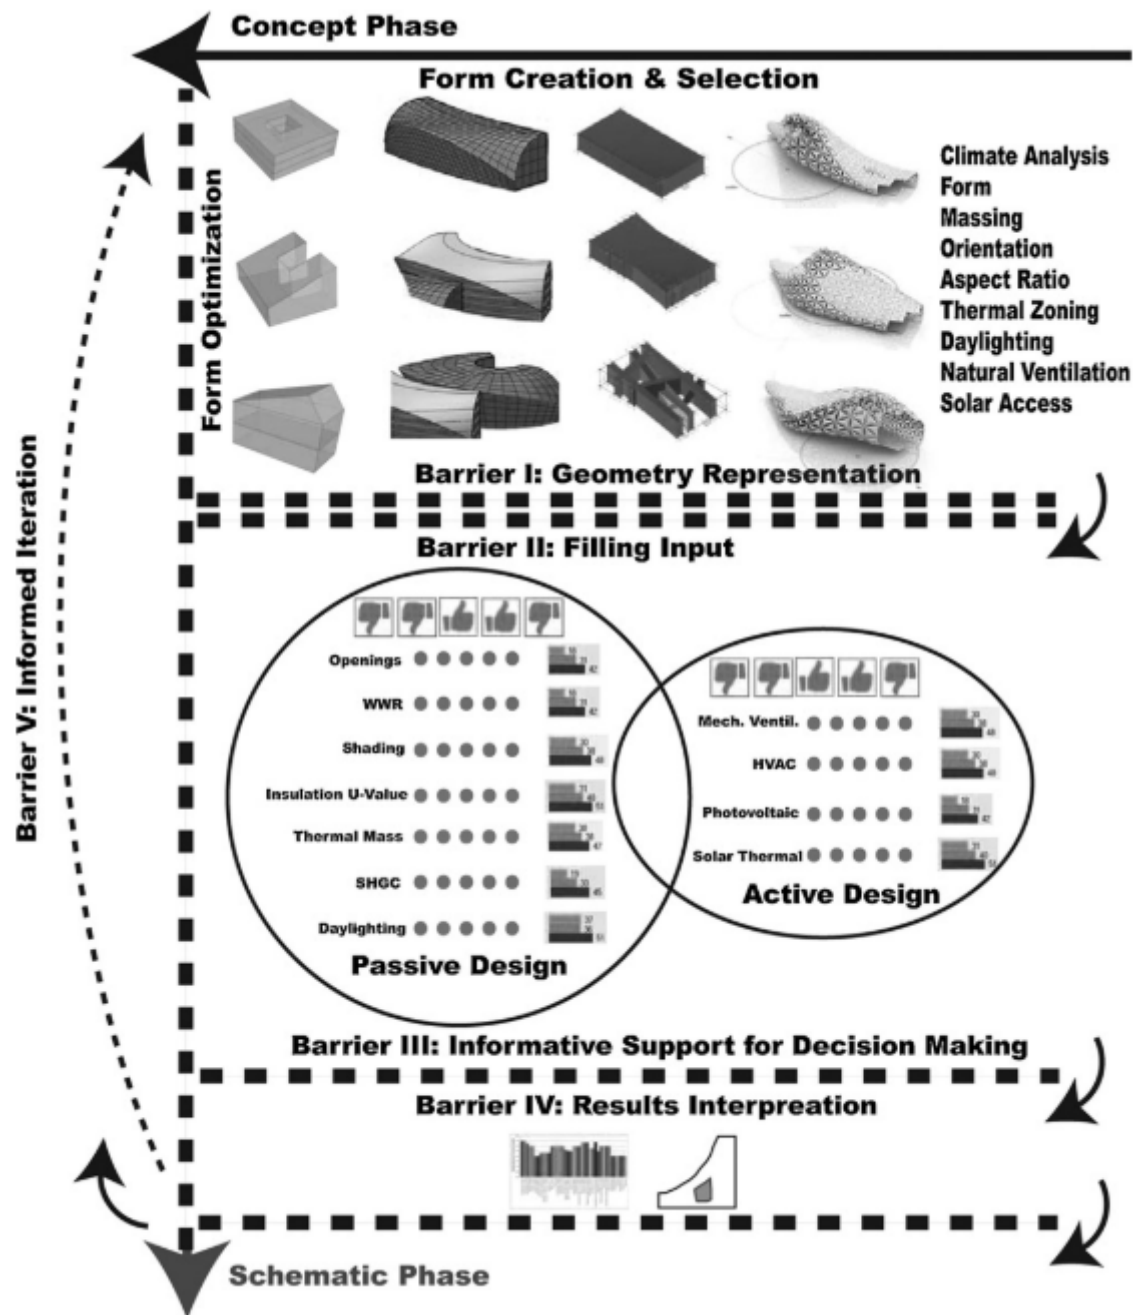 Concept Phase
Form Creation & Selection
Form Optimization
Climate Analysis
Form
Massing
Orientation
Aspect Ratio
Thermal Zoning
Daylighting
Natural Ventilation
Solar Access
Barrier I: Geometry Representation
Barrier II: Filling Input
Barrier V: Informed Iteration
Openings
WWR
Shading
Insulation U-Value
Thermal Mass
SHGC
Daylighting
Passive Design
Mech. Ventil.
HVAC
Photovoltaic
Solar Thermal
Active Design
Barrier III: Informative Support for Decision Making
Barrier IV: Results Interpreation
Schematic Phase